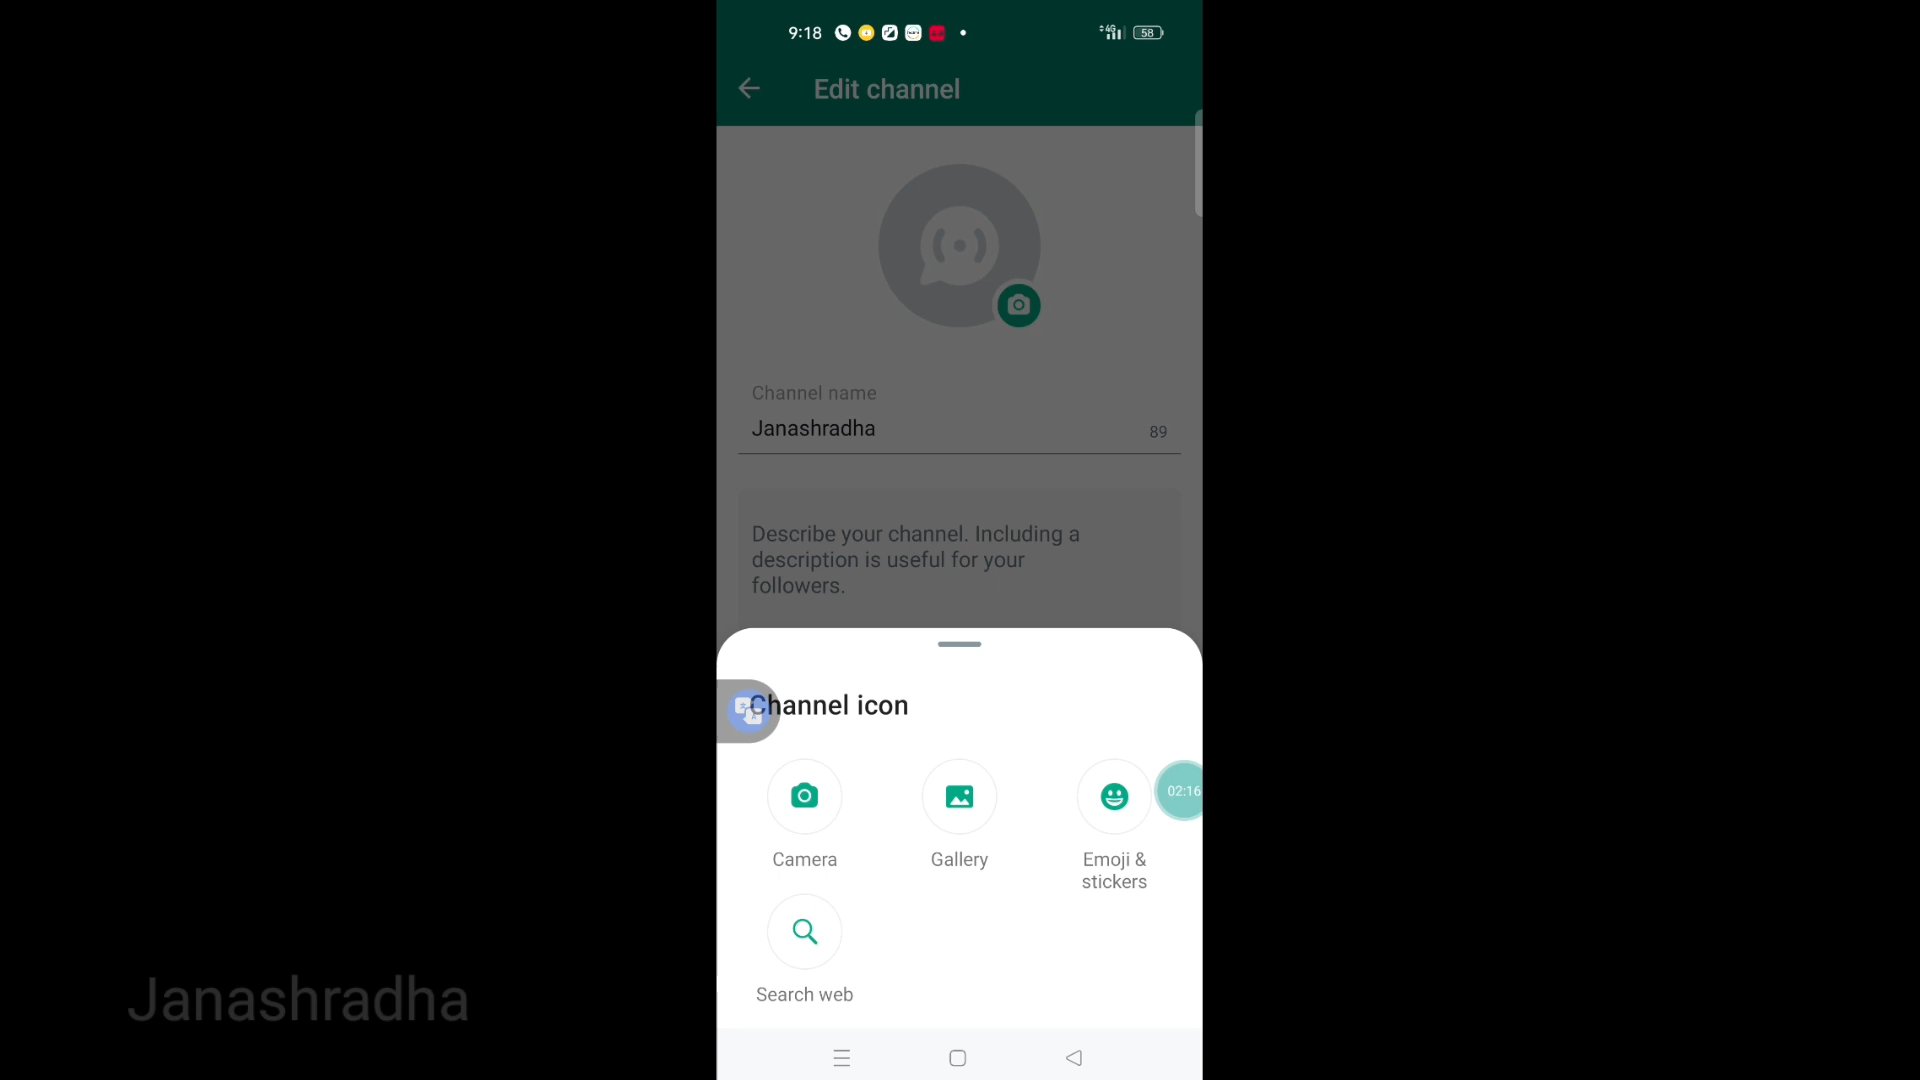 9:18
4G
58
Edit channel
Channel name
Janashradha
89
Describe your channel. Including a
description is useful for your
followers.
Channel icon
02:16
Camera
Gallery
Emoji &
stickers
Search web
Janashradha